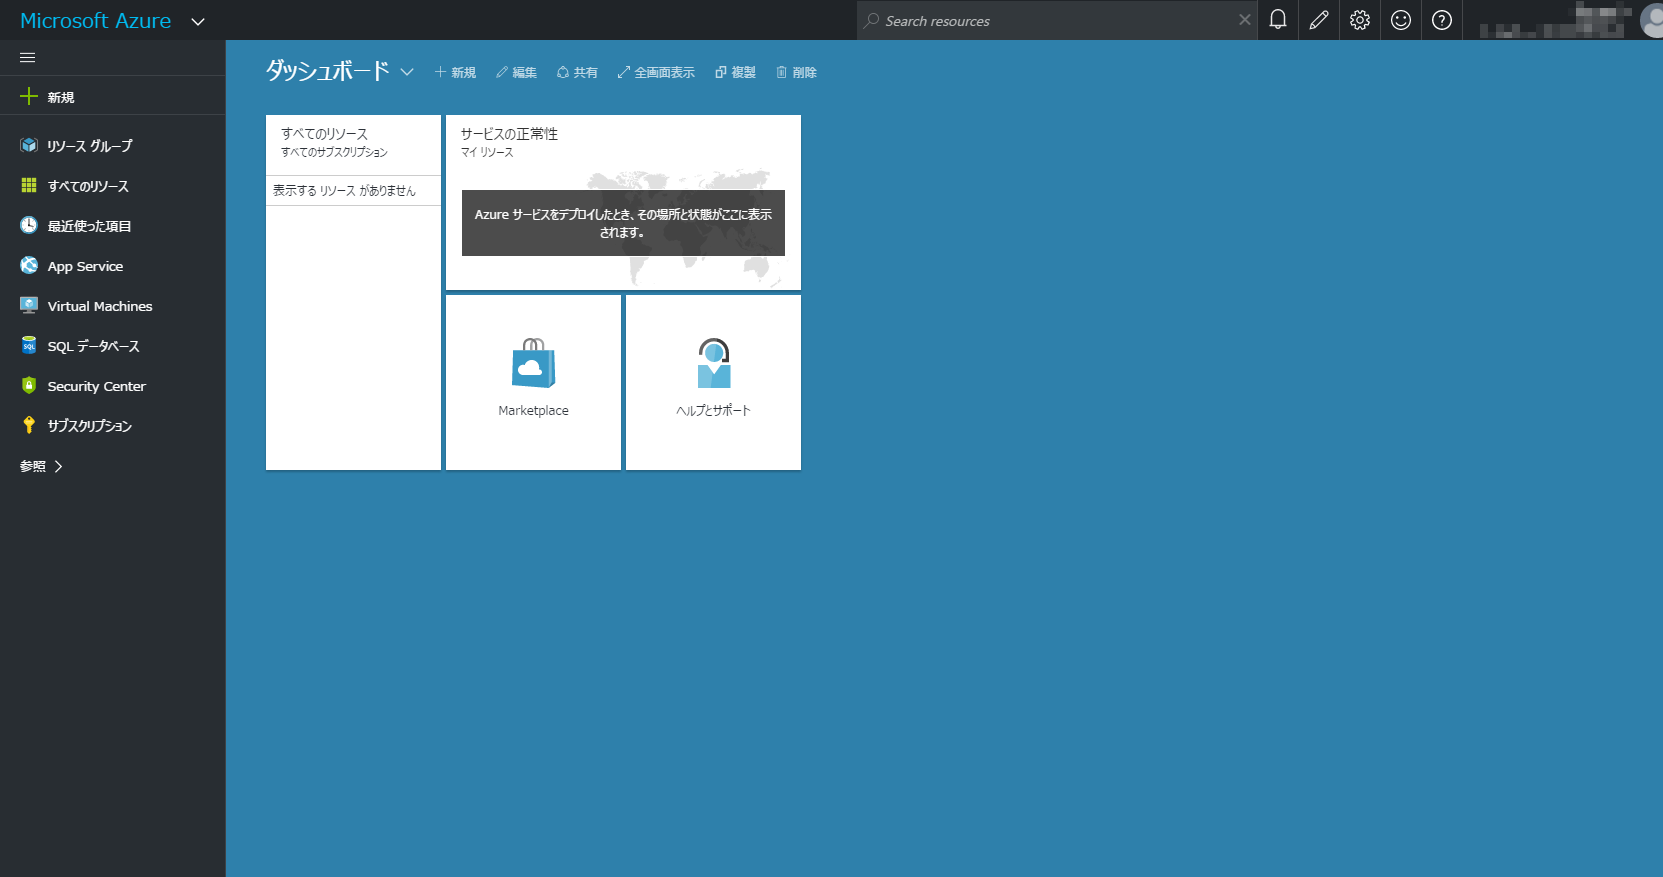 Microsoft Azure
Search resources
新規
リソース グループ
すべてのリソース
最近使った項目
App Service
Virtual Machines
SQL データベース
Security Center
サブスクリプション
参照
ダッシュボード
新規 編集 共有 全画面表示 複製 削除
すべてのリソース
すべてのサブスクリプション
表示する リソース がありません
サービスの正常性
マイ リソース
Azure サービスをデプロイしたとき、その場所と状態がここに表示
されます。
Marketplace
ヘルプとサポート